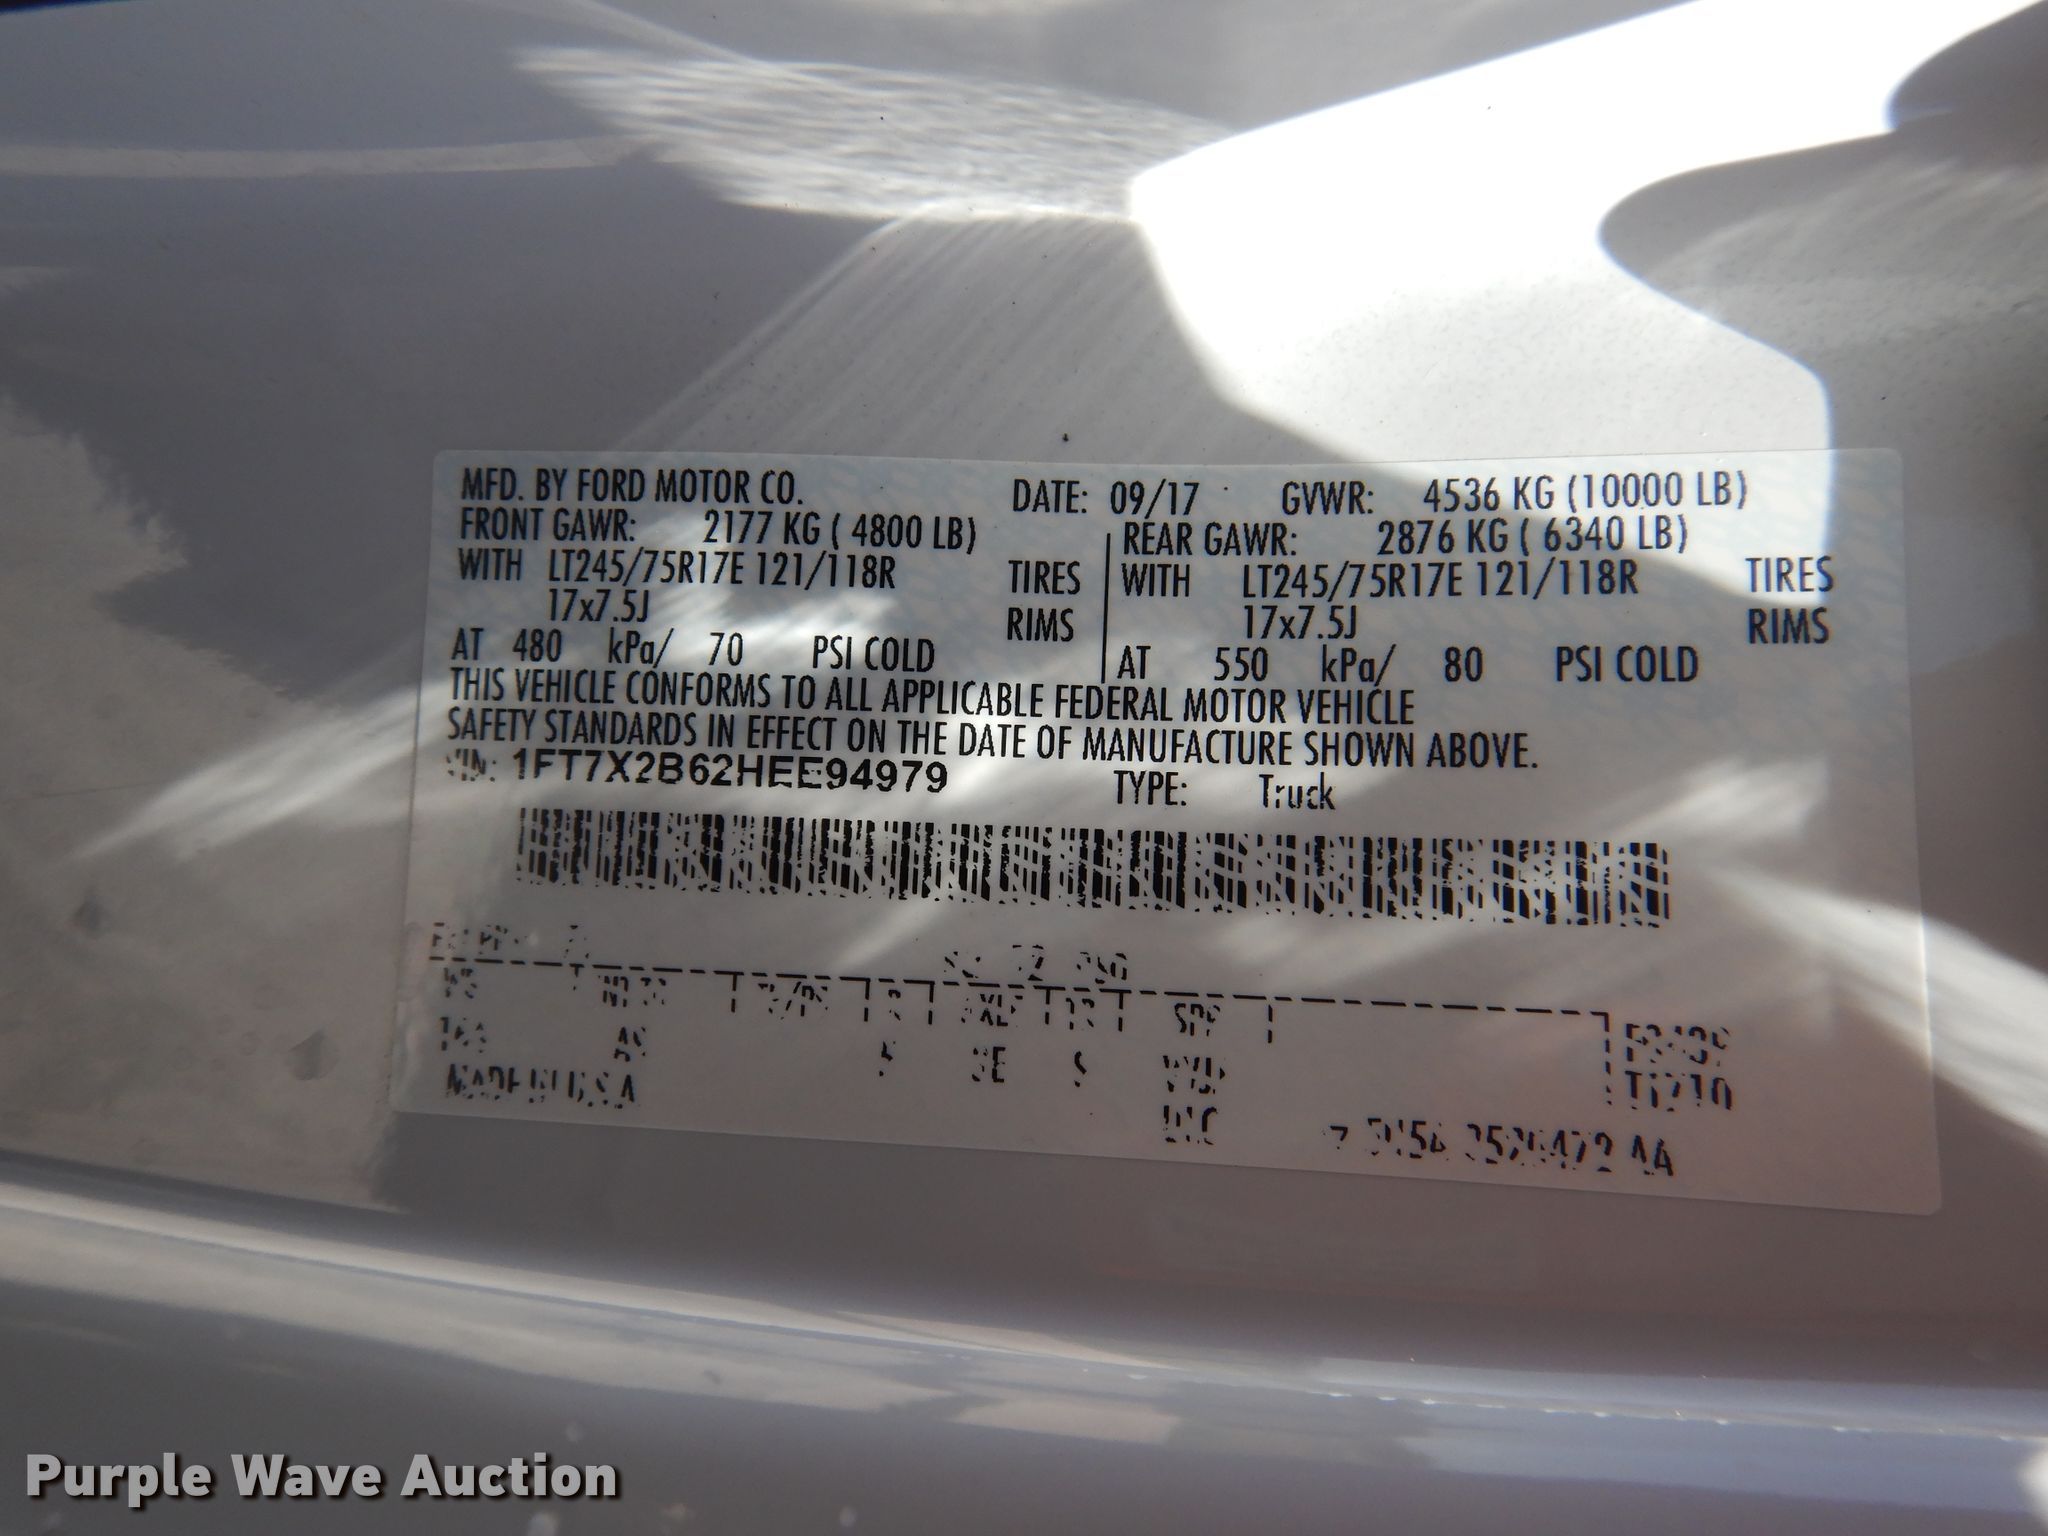 MFD. BY FORD MOTOR CO. DATE: 09/17 GVWR: 4536 KG (10000 LB)
FRONT GAWR: 2177 KG ( 4800 LB) REAR GAWR: 2876 KG ( 6340 LB)
WITH LT245/75R17E 121/118R TIRES WITH LT245/75R17E 121/118R TIRES
17x7.5J RIMS 17x7.5J RIMS
AT 480 kPa/ 70 PSI COLD AT 550 kPa/ 80 PSI COLD
THIS VEHICLE CONFORMS TO ALL APPLICABLE FEDERAL MOTOR VEHICLE
SAFETY STANDARDS IN EFFECT ON THE DATE OF MANUFACTURE SHOWN ABOVE.
VIN: 1FT7X2B62HEE94979 TYPE: Truck
MADE IN U.S.A
Purple Wave Auction